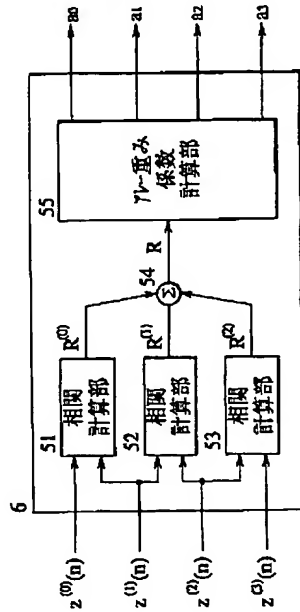 6
51
相関
計算部
52
相関
計算部
53
相関
計算部
54
Σ
55
アレー重み
係数
計算部
z⁽⁰⁾(n)
z⁽¹⁾(n)
z⁽²⁾(n)
z⁽³⁾(n)
R⁽⁰⁾
R⁽¹⁾
R⁽²⁾
R
a0
a1
a2
a3